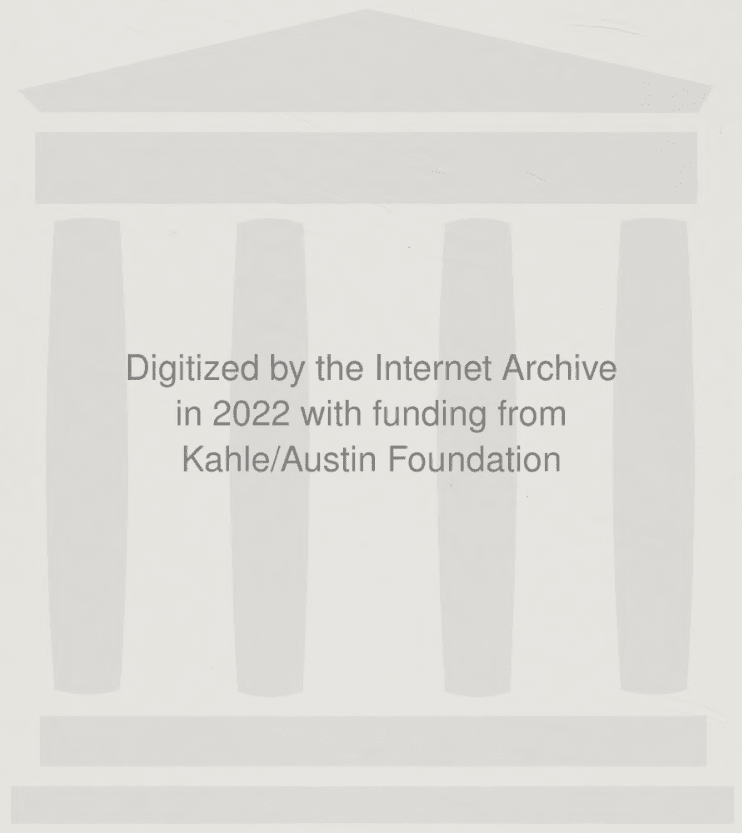 Digitized by the Internet Archive
in 2022 with funding from
Kahle/Austin Foundation